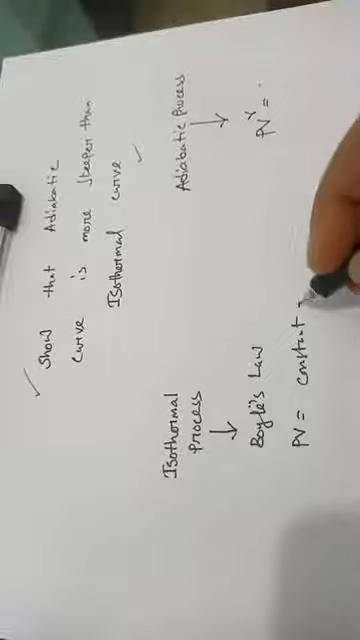 Show that Adiabatic
curve is more steeper than
Isothermal curve
Isothermal
Process
Boyle's Law
PV = constant
Adiabatic Process
PV^γ =